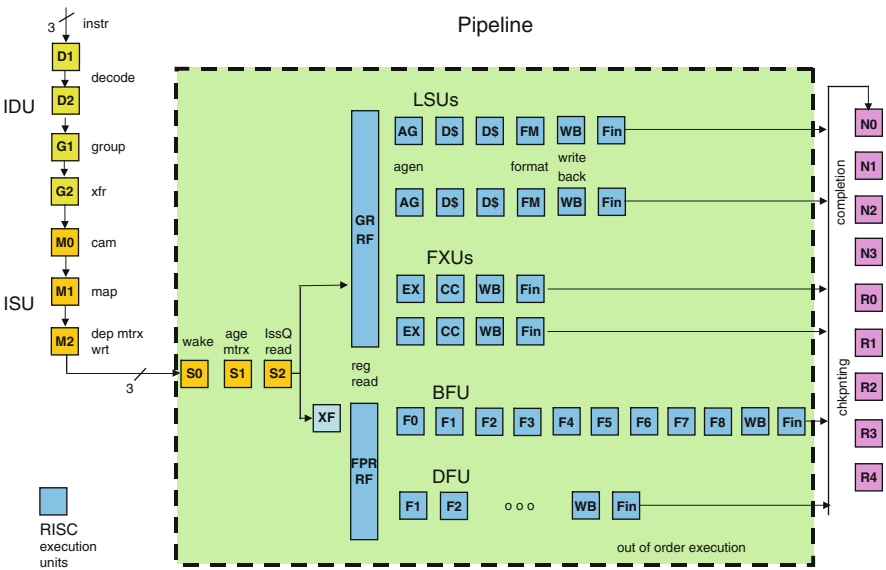 Pipeline
3
instr
D1
decode
IDU
D2
G1
group
G2
xfr
M0
cam
ISU
M1
map
M2
dep mtrx
wrt
3
wake
age
mtrx
IssQ
read
S0
S1
S2
GR
RF
reg
read
XF
FPR
RF
LSUs
AG
D$
D$
FM
WB
Fin
agen
format
write
back
AG
D$
D$
FM
WB
Fin
FXUs
EX
CC
WB
Fin
EX
CC
WB
Fin
BFU
F0
F1
F2
F3
F4
F5
F6
F7
F8
WB
Fin
DFU
F1
F2
o o o
WB
Fin
out of order execution
completion
chkpnting
N0
N1
N2
N3
R0
R1
R2
R3
R4
RISC
execution
units